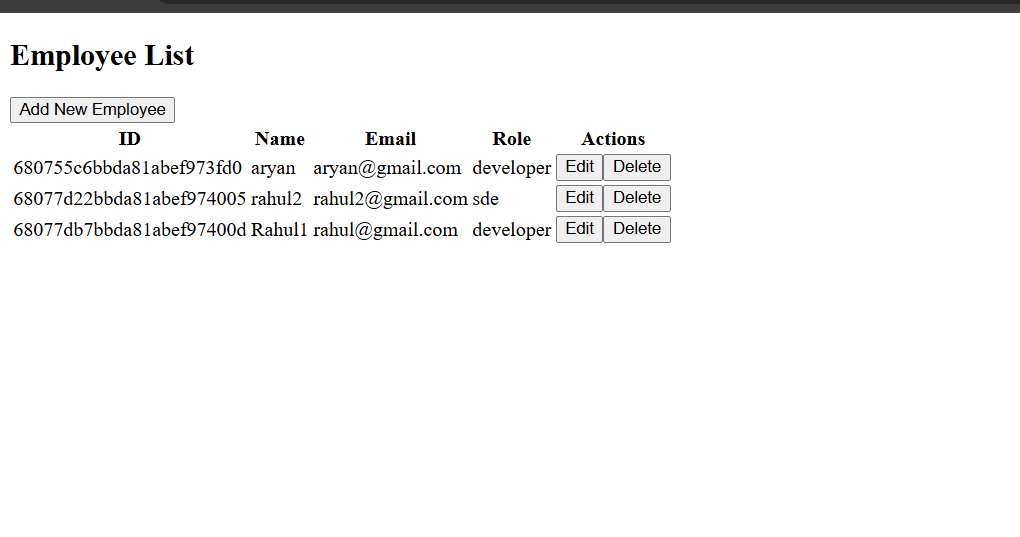 Employee List
Add New Employee
ID Name Email Role Actions
680755c6bbda81abef973fd0 aryan aryan@gmail.com developer Edit Delete
68077d22bbda81abef974005 rahul2 rahul2@gmail.com sde Edit Delete
68077db7bbda81abef97400d Rahul1 rahul@gmail.com developer Edit Delete